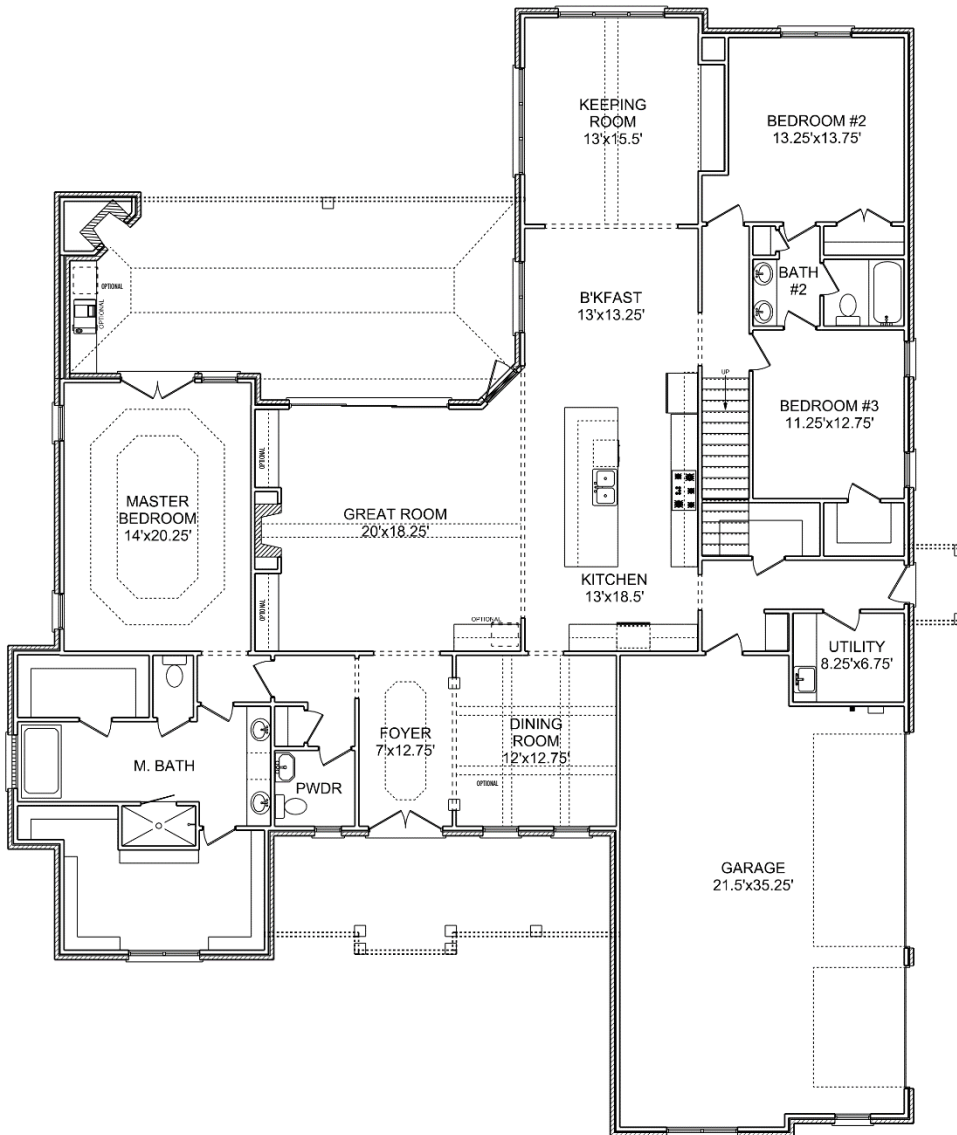 KEEPING
ROOM
13'x15.5'
BEDROOM #2
13.25'x13.75'
OPTIONAL
OPTIONAL
B'KFAST
13'x13.25'
BATH
#2
UP
BEDROOM #3
11.25'x12.75'
OPTIONAL
MASTER
BEDROOM
14'x20.25'
GREAT ROOM
20'x18.25'
KITCHEN
13'x18.5'
OPTIONAL
OPTIONAL
UTILITY
8.25'x6.75'
M. BATH
PWDR
FOYER
7'x12.75'
DINING
ROOM
12'x12.75'
OPTIONAL
GARAGE
21.5'x35.25'